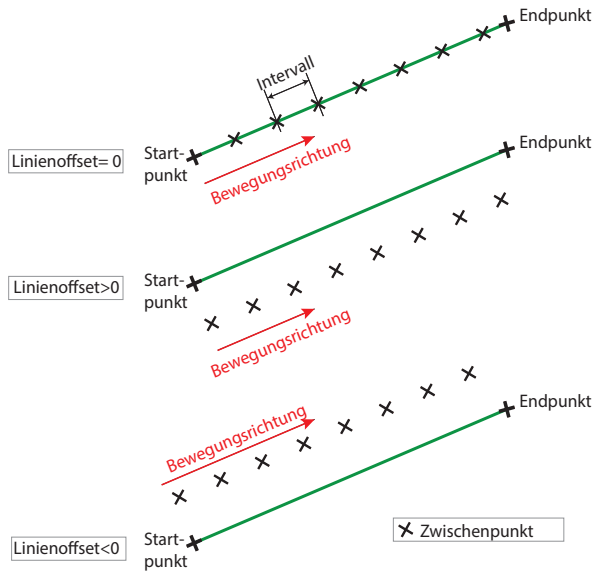 Endpunkt
Intervall
Linienoffset= 0
Start-
punkt
Bewegungsrichtung
Endpunkt
Linienoffset>0
Start-
punkt
Bewegungsrichtung
Endpunkt
Bewegungsrichtung
Linienoffset<0
Start-
punkt
Zwischenpunkt